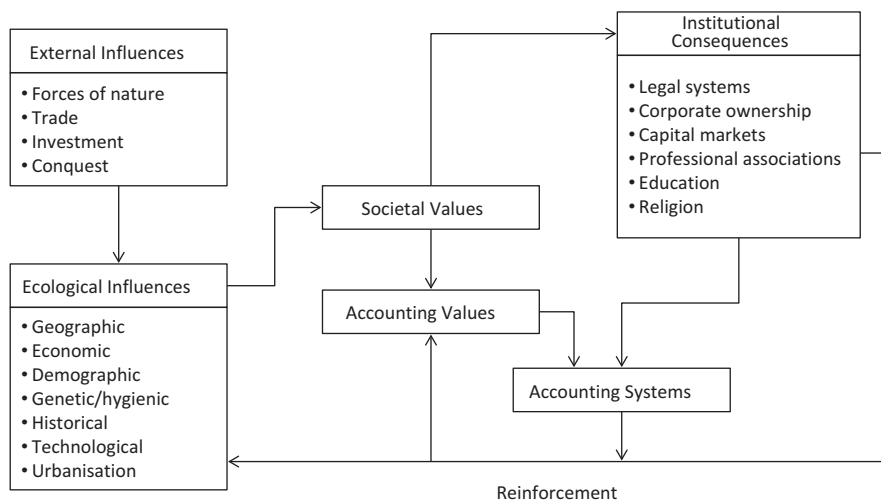 External Influences
• Forces of nature
• Trade
• Investment
• Conquest
Ecological Influences
• Geographic
• Economic
• Demographic
• Genetic/hygienic
• Historical
• Technological
• Urbanisation
Societal Values
Accounting Values
Institutional
Consequences
• Legal systems
• Corporate ownership
• Capital markets
• Professional associations
• Education
• Religion
Accounting Systems
Reinforcement